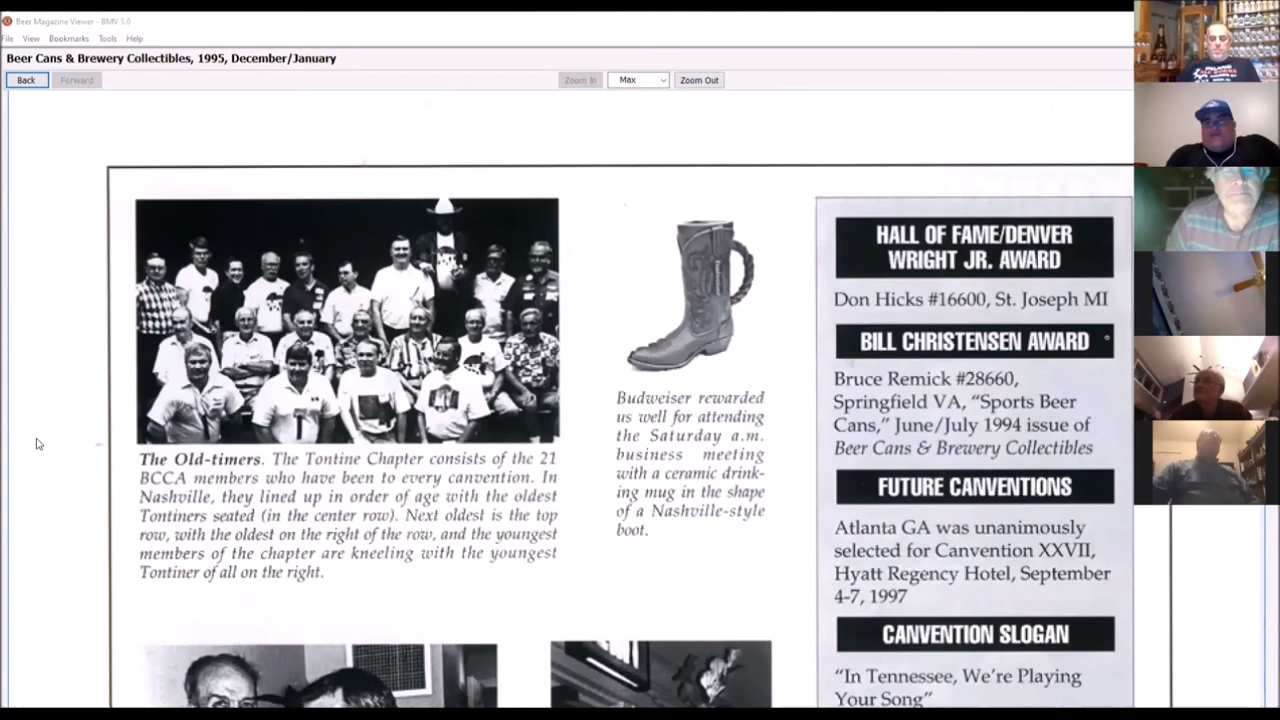 Beer Magazine Viewer - BMV 3.0
File View Bookmarks Tools Help
Beer Cans & Brewery Collectibles, 1995, December/January
Back Forward Zoom In Max Zoom Out
The Old-timers. The Tontine Chapter consists of the 21
BCCA members who have been to every canvention. In
Nashville, they lined up in order of age with the oldest
Tontiners seated (in the center row). Next oldest is the top
row, with the oldest on the right of the row, and the youngest
members of the chapter are kneeling with the youngest
Tontiner of all on the right.
Budweiser rewarded
us well for attending
the Saturday a.m.
business meeting
with a ceramic drink-
ing mug in the shape
of a Nashville-style
boot.
HALL OF FAME/DENVER
WRIGHT JR. AWARD
Don Hicks #16600, St. Joseph MI
BILL CHRISTENSEN AWARD
Bruce Remick #28660,
Springfield VA, “Sports Beer
Cans,” June/July 1994 issue of
Beer Cans & Brewery Collectibles
FUTURE CANVENTIONS
Atlanta GA was unanimously
selected for Canvention XXVII,
Hyatt Regency Hotel, September
4-7, 1997
CANVENTION SLOGAN
“In Tennessee, We’re Playing
Your Song”